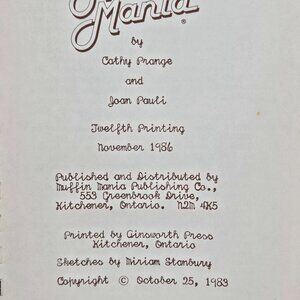 Mania®
by
Cathy Prange
and
Joan Pauli
Twelfth Printing
November 1986
Published and Distributed by
Muffin Mania Publishing Co.,
553 Greenbrook Drive,
Kitchener, Ontario. N2M 4K5
Printed by Ainsworth Press
Kitchener, Ontario
Sketches by Miriam Stanbury
Copyright © October 25, 1983